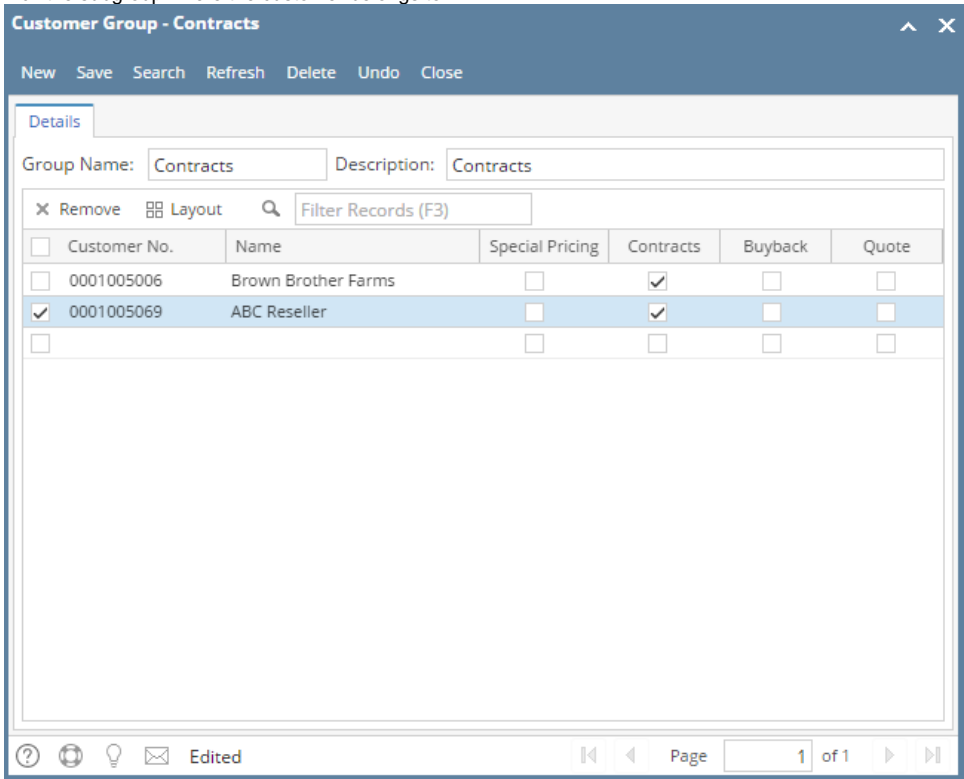 Customer Group - Contracts
New Save Search Refresh Delete Undo Close
Details
Group Name: Contracts Description: Contracts
Remove Layout Filter Records (F3)
Customer No. Name Special Pricing Contracts Buyback Quote
0001005006 Brown Brother Farms
0001005069 ABC Reseller
Edited Page 1 of 1